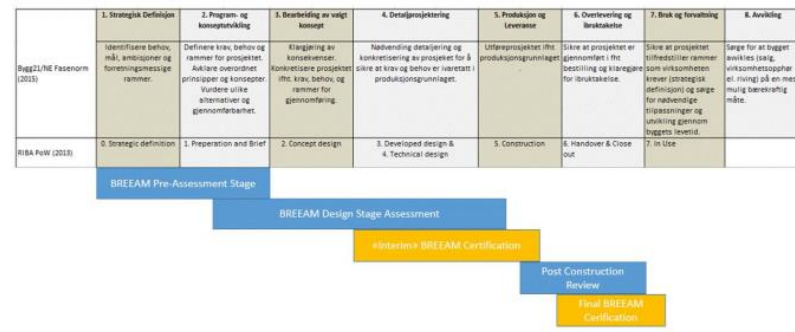 1. Strategisk Definisjon
2. Program- og
konseptutvikling
3. Bearbeiding av valgt
konsept
4. Detaljprosjektering
5. Produksjon og
Leveranse
6. Overlevering og
ibruktakelse
7. Bruk og forvaltning
8. Avvikling
Bygg21/NE Fasenorm
(2015)
Identifisere behov,
mål, ambisjoner og
forretningsmessige
rammer.
Definere krav, behov og
rammer for prosjektet.
Avklare overordnet
prinsipper og konsepter.
Vurdere ulike
alternativer og
gjennomførbarhet.
Klargjøring av
konsekvenser.
Konkretisere prosjektet
ifht. krav, behov, og
rammer for
gjennomføring.
Nødvending detaljering og
konkretisering av prosjeket for å
sikre at krav og behov er ivaretatt i
produksjonsgrunnlaget.
Utføreprosjektet ifht
produksjonsgrunnlaget
Sikre at prosjektet er
gjennomført i fht
bestilling og klaregjøre
for ibruktakelse.
Sikre at prosjektet
tilfredstiller rammer
som virksomheten
krever (strategisk
definisjon) og sørge
for nødvendige
tilpassninger og
utvikling gjennom
byggets levetid.
Sørge for at bygget
avvikles (salg,
virksomhetsopphør
el. riving) på en mes
mulig bærekraftig
måte.
RIBA PoW (2013)
0. Strategic definition
1. Preperation and Brief
2. Concept design
3. Developed design &
4. Technical design
5. Construction
6. Handover & Close
out
7. In Use
BREEAM Pre-Assessment Stage
BREEAM Design Stage Assessment
«Interim» BREEAM Certification
Post Construction
Review
Final BREEAM
Cerification